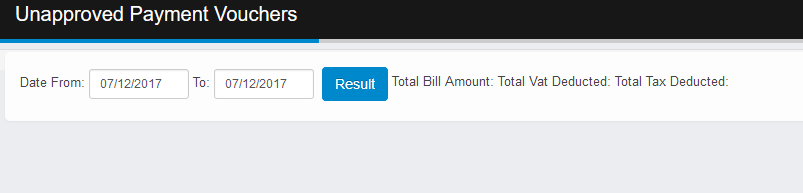 Unapproved Payment Vouchers
Date From: 07/12/2017 To: 07/12/2017 Result Total Bill Amount: Total Vat Deducted: Total Tax Deducted: